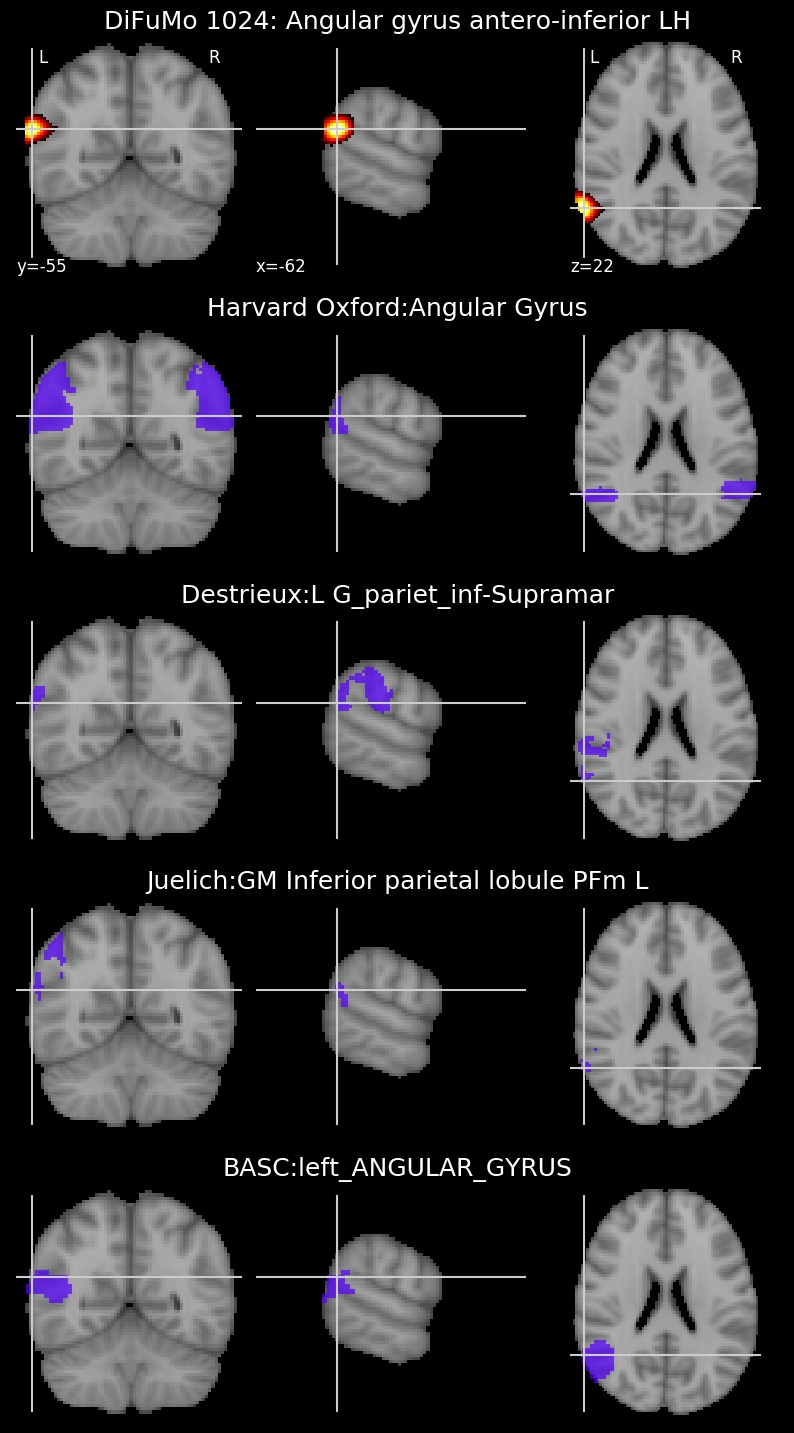 DiFuMo 1024: Angular gyrus antero-inferior LH
L R L R
y=-55 x=-62 z=22
Harvard Oxford:Angular Gyrus
Destrieux:L G_pariet_inf-Supramar
Juelich:GM Inferior parietal lobule PFm L
BASC:left_ANGULAR_GYRUS